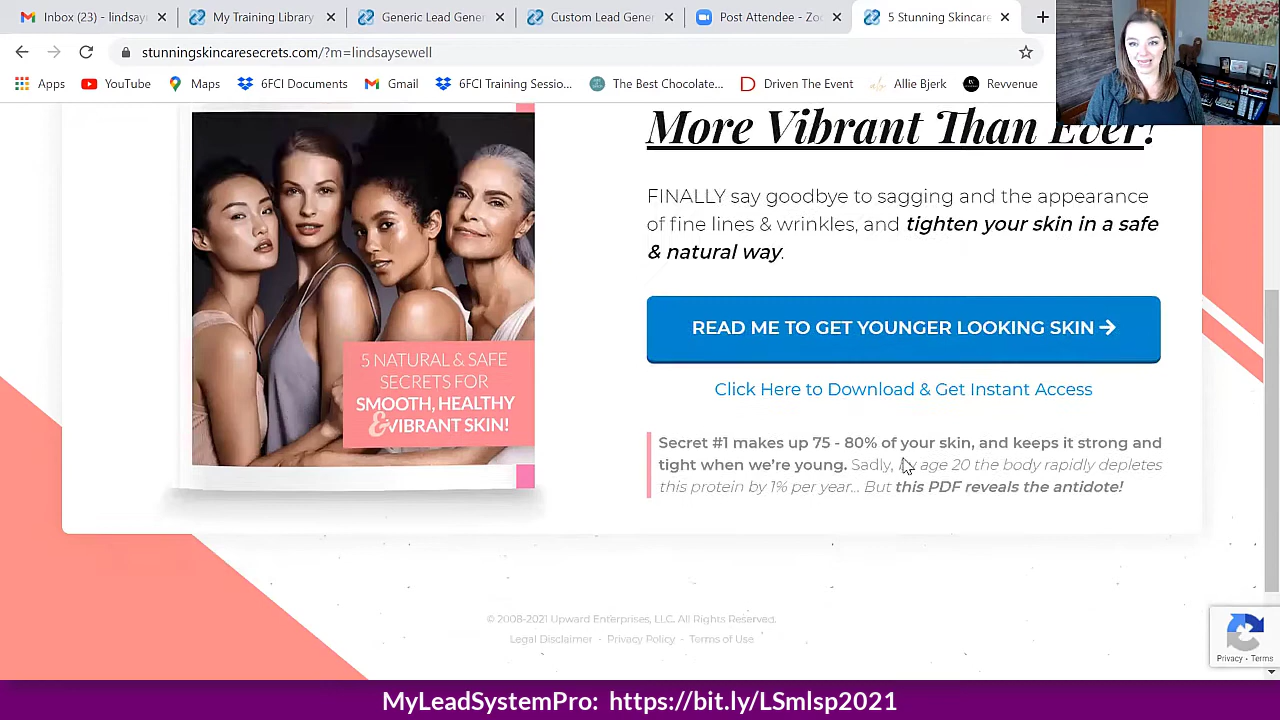 Inbox (23) - lindsay
My Training Library
Generic Lead Gener
Custom Lead Gene
Post Attendee - Zo
5 Stunning Skincare
stunningskincaresecrets.com/?m=lindsaysewell
Apps
YouTube
Maps
6FCI Documents
Gmail
6FCI Training Sessio...
The Best Chocolate...
Driven The Event
Allie Bjerk
Revvenue
More Vibrant Than Ever!
FINALLY say goodbye to sagging and the appearance
of fine lines & wrinkles, and tighten your skin in a safe
& natural way.
READ ME TO GET YOUNGER LOOKING SKIN →
Click Here to Download & Get Instant Access
Secret #1 makes up 75 - 80% of your skin, and keeps it strong and
tight when we're young. Sadly, by age 20 the body rapidly depletes
this protein by 1% per year... But this PDF reveals the antidote!
5 NATURAL & SAFE
SECRETS FOR
SMOOTH, HEALTHY
& VIBRANT SKIN!
© 2008-2021 Upward Enterprises, LLC. All Rights Reserved.
Legal Disclaimer - Privacy Policy - Terms of Use
Privacy - Terms
MyLeadSystemPro: https://bit.ly/LSmlsp2021